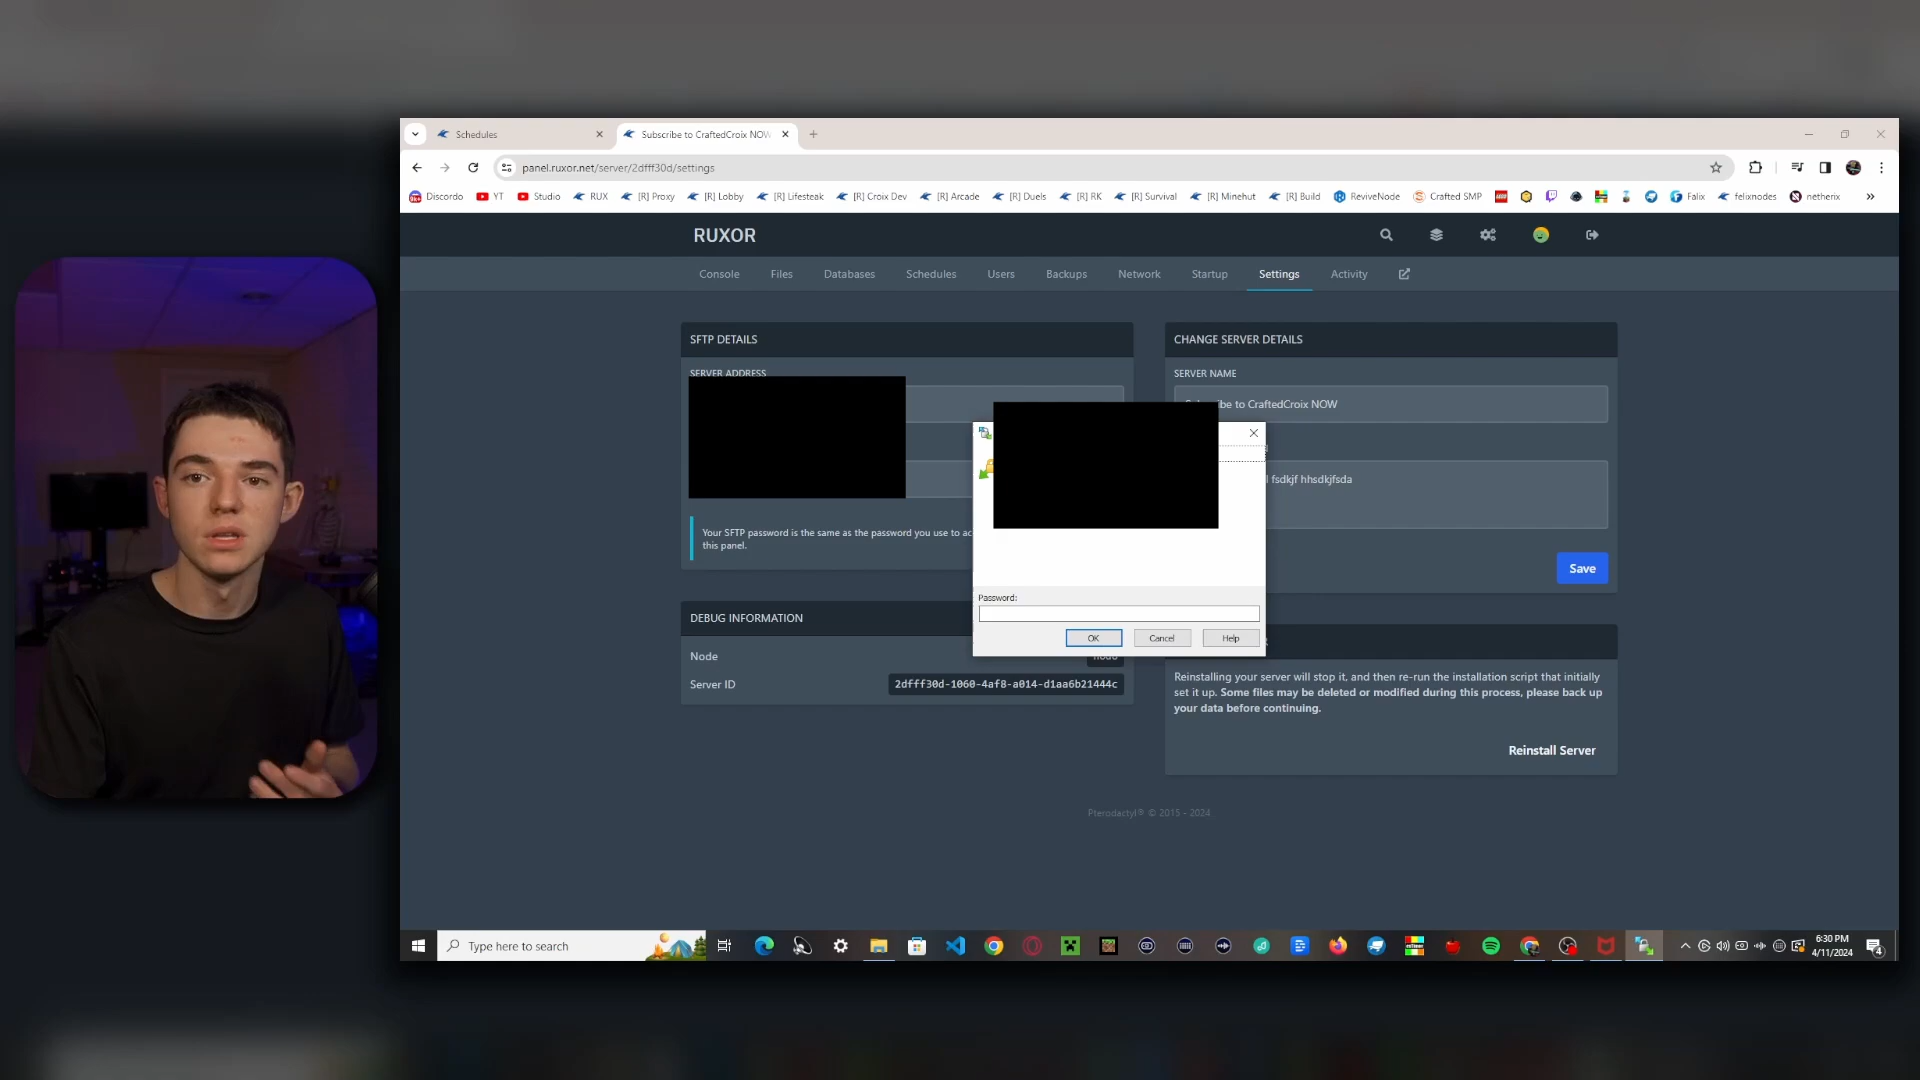 Schedules
Subscribe to CraftedCroix NOW
panel.ruxor.net/server/2dfff30d/settings
Discordo YT Studio RUX [R] Proxy [R] Lobby [R] Lifesteak [R] Croix Dev [R] Arcade [R] Duels [R] RK [R] Survival [R] Minehut [R] Build ReviveNode Crafted SMP Falix felixnodes netherix
RUXOR
Console Files Databases Schedules Users Backups Network Startup Settings Activity
SFTP DETAILS
SERVER ADDRESS
Your SFTP password is the same as the password you use to ac
this panel.
DEBUG INFORMATION
Node
Server ID 2dfff30d-1060-4af8-a014-d1aa6b21444c
CHANGE SERVER DETAILS
SERVER NAME
be to CraftedCroix NOW
fsdkjf hhsdkjfsda
Save
Password:
OK Cancel Help
Reinstalling your server will stop it, and then re-run the installation script that initially
set it up. Some files may be deleted or modified during this process, please back up
your data before continuing.
Reinstall Server
Pterodactyl® © 2015 - 2024
Type here to search
6:30 PM
4/11/2024
4